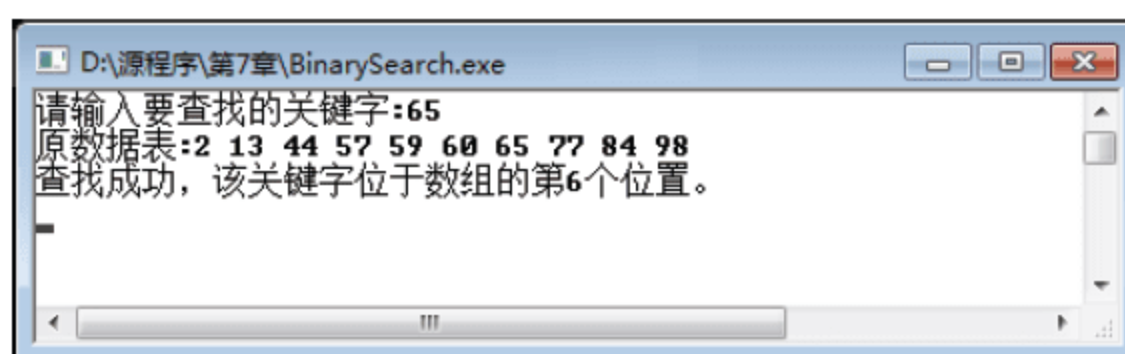 D:\源程序\第7章\BinarySearch.exe
请输入要查找的关键字:65
原数据表:2 13 44 57 59 60 65 77 84 98
查找成功，该关键字位于数组的第6个位置。